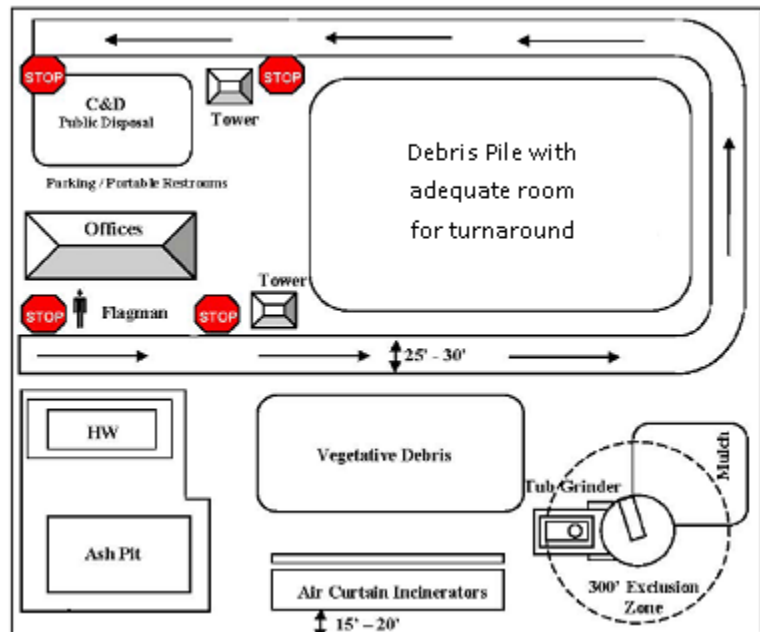 STOP
STOP
C&D
Public Disposal
Tower
Debris Pile with
adequate room
for turnaround
Parking / Portable Restrooms
Offices
Tower
STOP
Flagman
STOP
25' - 30'
HW
Vegetative Debris
Mulch
Tub Grinder
Ash Pit
Air Curtain Incinerators
300' Exclusion
Zone
15' – 20'